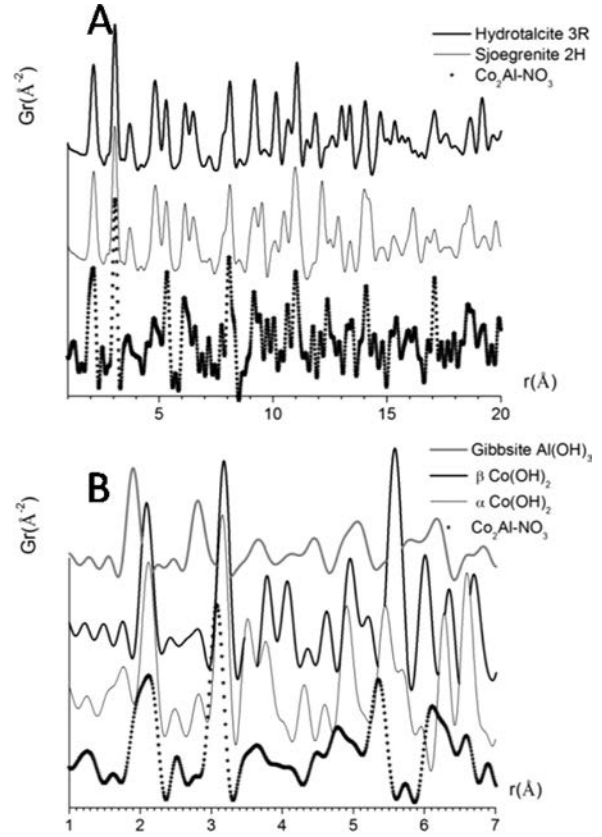 A
Hydrotalcite 3R
Sjoegrenite 2H
Co₂Al-NO₃
Gr(Å⁻²)
r(Å)
5 10 15 20
B
Gibbsite Al(OH)₃
β Co(OH)₂
α Co(OH)₂
Co₂Al-NO₃
Gr(Å⁻²)
r(Å)
1 2 3 4 5 6 7